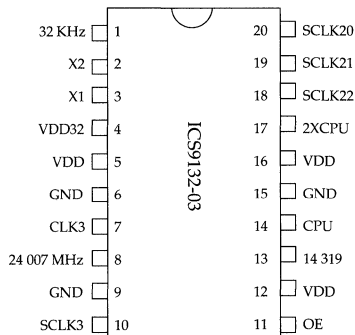 32 KHz 1 20 SCLK20
X2 2 19 SCLK21
X1 3 18 SCLK22
VDD32 4 17 2XCPU
VDD 5 16 VDD
GND 6 15 GND
CLK3 7 14 CPU
24 007 MHz 8 13 14 319
GND 9 12 VDD
SCLK3 10 11 OE
ICS9132-03